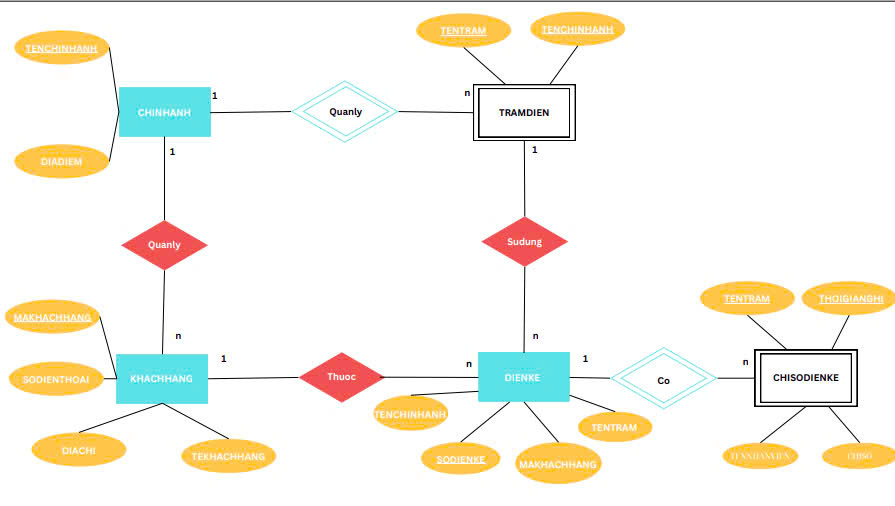 TENTRAM
TENCHINHANH
TENCHINHANH
CHINHANH
1
Quanly
n
TRAMDIEN
1
1
DIADIEM
Quanly
Sudung
MAKHACHHANG
n
n
TENTRAM
THOIGIANGHI
SODIENTHOAI
KHACHHANG
1
Thuoc
n
DIENKE
1
Co
n
CHISODIENKE
TENCHINHANH
TENTRAM
DIACHI
TEKHACHHANG
SODIENKE
MAKHACHHANG
TENNHANVIEN
CHISO